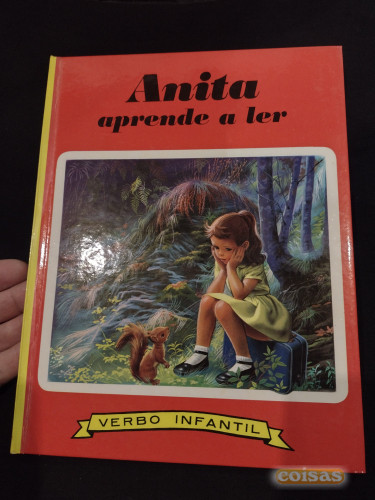 Anita
aprende a ler
VERBO INFANTIL
coisas